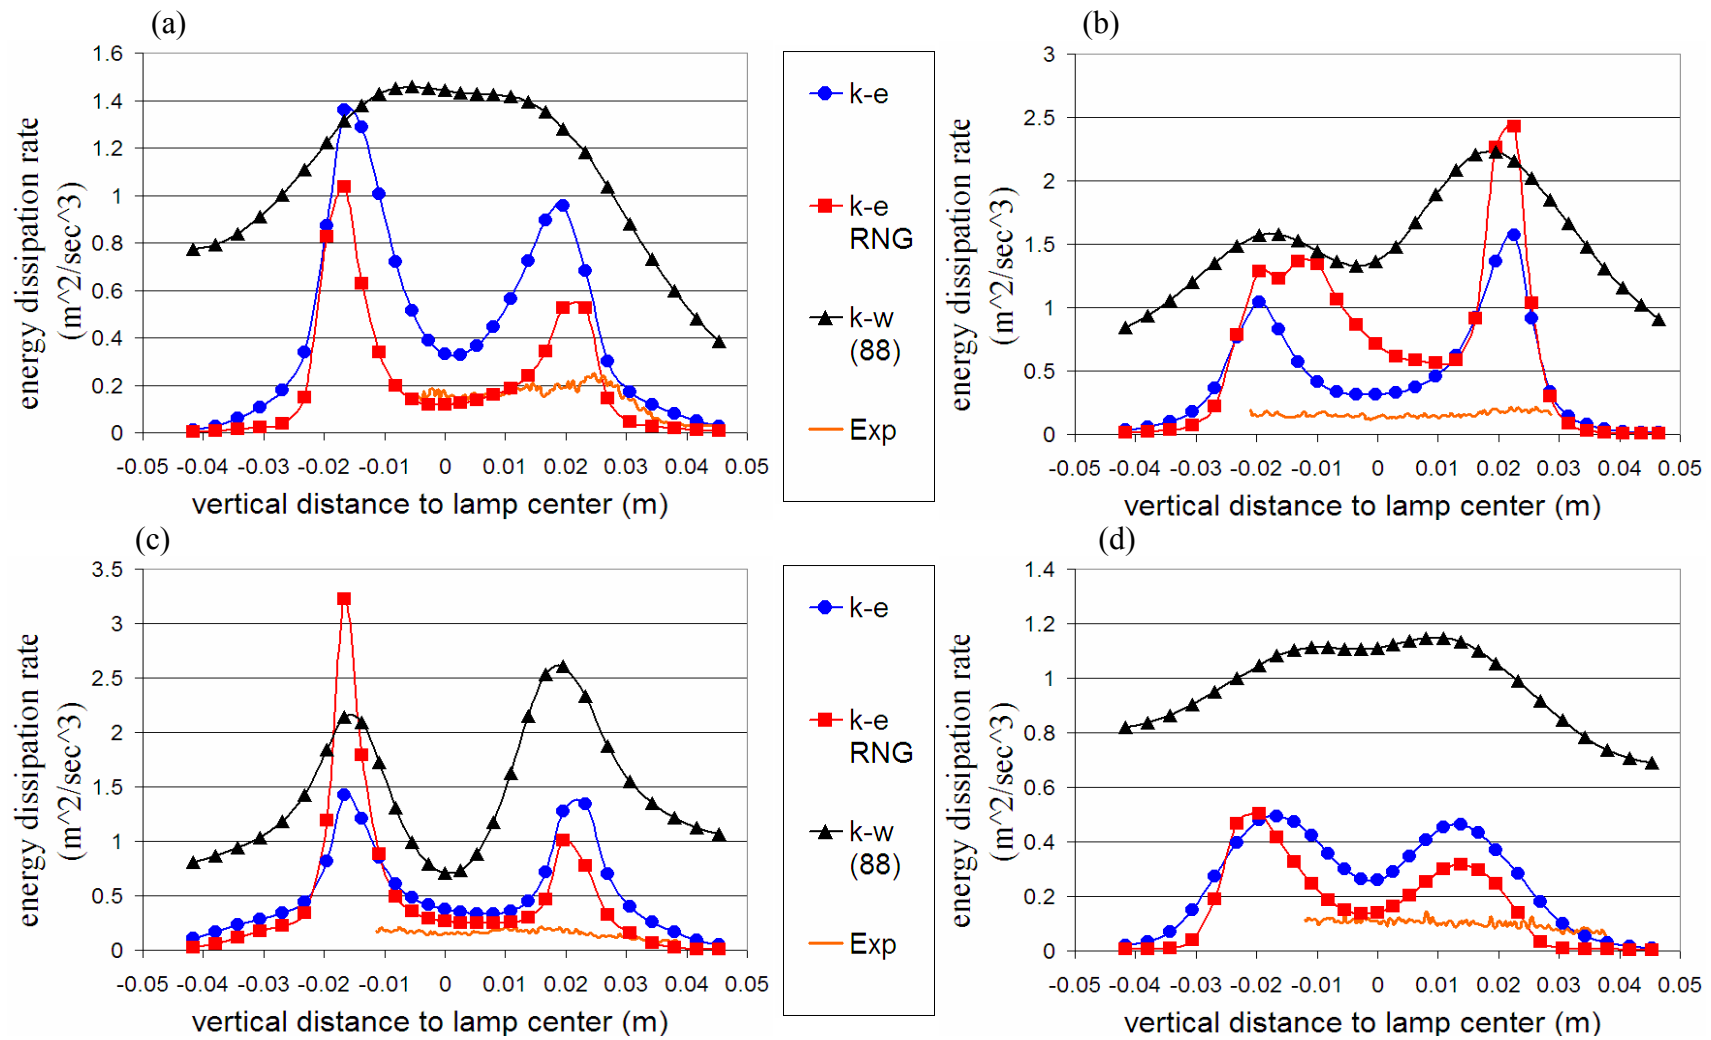 (a)
energy dissipation rate
(m^2/sec^3)
1.6
1.4
1.2
1
0.8
0.6
0.4
0.2
0
-0.05 -0.04 -0.03 -0.02 -0.01 0 0.01 0.02 0.03 0.04 0.05
vertical distance to lamp center (m)
k-e
k-e
RNG
k-w
(88)
Exp
(b)
energy dissipation rate
(m^2/sec^3)
3
2.5
2
1.5
1
0.5
0
-0.05 -0.04 -0.03 -0.02 -0.01 0 0.01 0.02 0.03 0.04 0.05
vertical distance to lamp center (m)
(c)
energy dissipation rate
(m^2/sec^3)
3.5
3
2.5
2
1.5
1
0.5
0
-0.05 -0.04 -0.03 -0.02 -0.01 0 0.01 0.02 0.03 0.04 0.05
vertical distance to lamp center (m)
k-e
k-e
RNG
k-w
(88)
Exp
(d)
energy dissipation rate
(m^2/sec^3)
1.4
1.2
1
0.8
0.6
0.4
0.2
0
-0.05 -0.04 -0.03 -0.02 -0.01 0 0.01 0.02 0.03 0.04 0.05
vertical distance to lamp center (m)